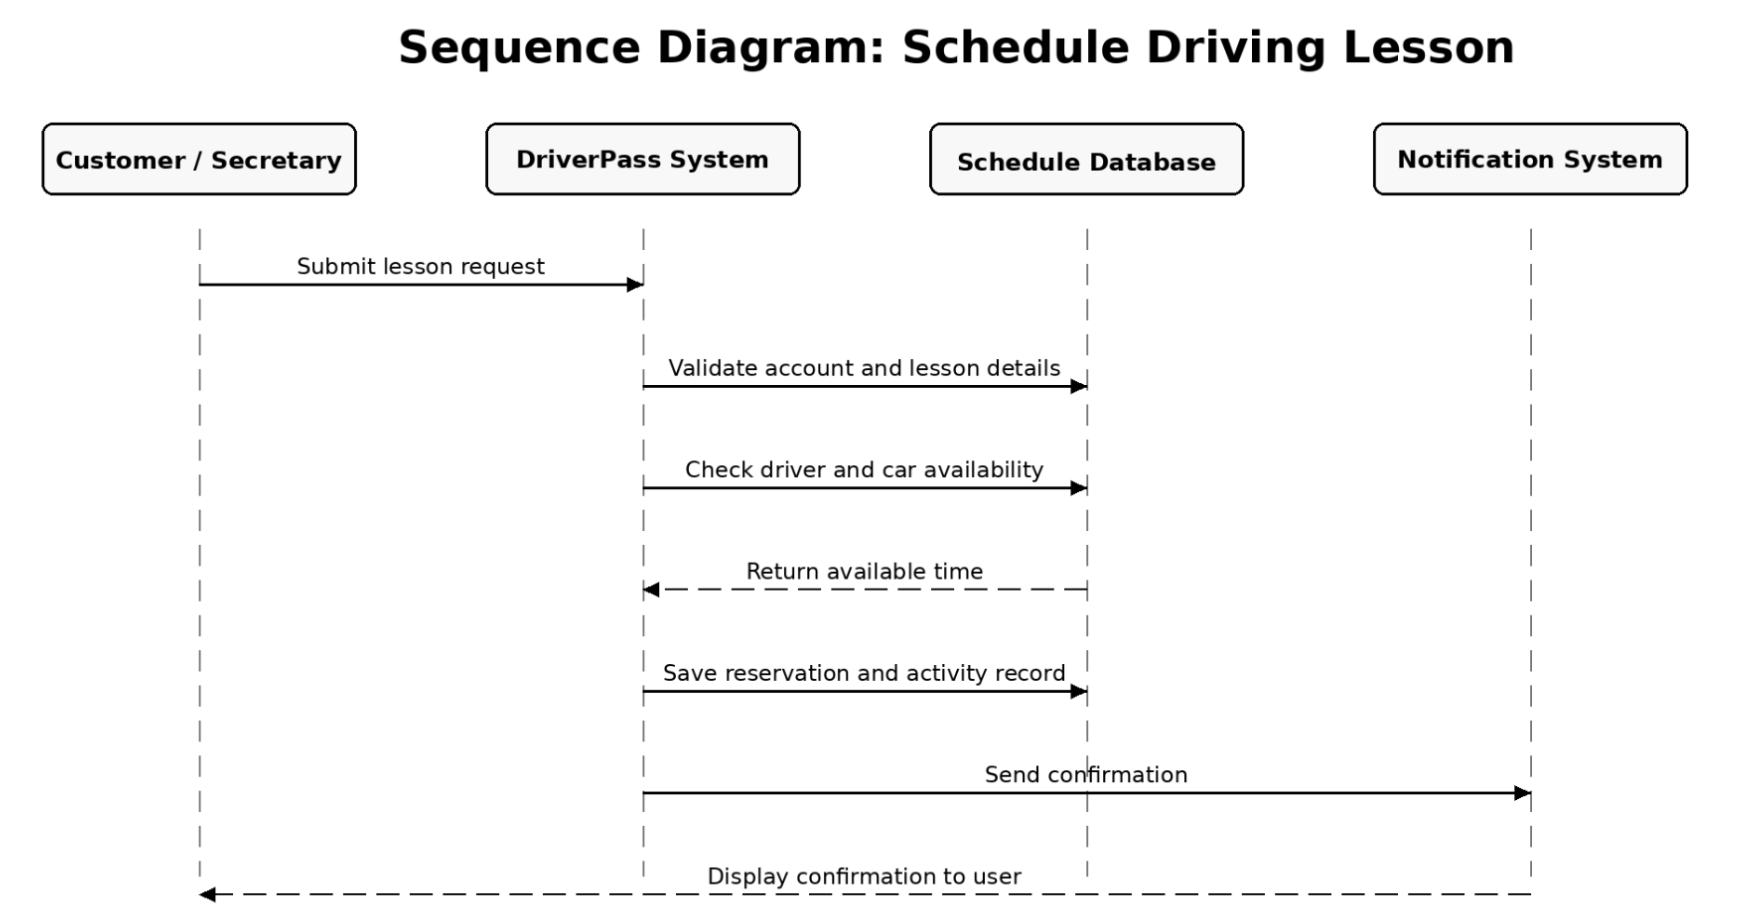 Sequence Diagram: Schedule Driving Lesson
Customer / Secretary
DriverPass System
Schedule Database
Notification System
Submit lesson request
Validate account and lesson details
Check driver and car availability
Return available time
Save reservation and activity record
Send confirmation
Display confirmation to user